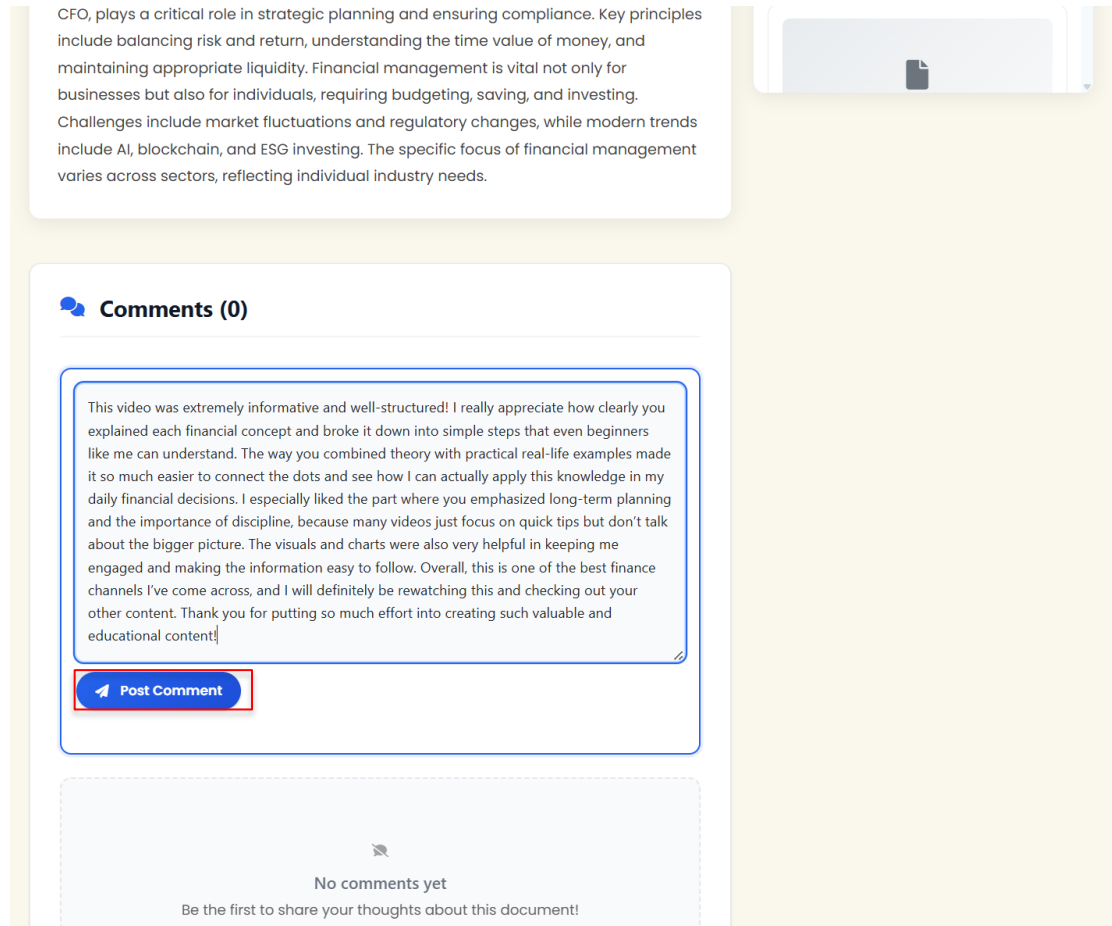 CFO, plays a critical role in strategic planning and ensuring compliance. Key principles
include balancing risk and return, understanding the time value of money, and
maintaining appropriate liquidity. Financial management is vital not only for
businesses but also for individuals, requiring budgeting, saving, and investing.
Challenges include market fluctuations and regulatory changes, while modern trends
include AI, blockchain, and ESG investing. The specific focus of financial management
varies across sectors, reflecting individual industry needs.
Comments (0)
This video was extremely informative and well-structured! I really appreciate how clearly you
explained each financial concept and broke it down into simple steps that even beginners
like me can understand. The way you combined theory with practical real-life examples made
it so much easier to connect the dots and see how I can actually apply this knowledge in my
daily financial decisions. I especially liked the part where you emphasized long-term planning
and the importance of discipline, because many videos just focus on quick tips but don’t talk
about the bigger picture. The visuals and charts were also very helpful in keeping me
engaged and making the information easy to follow. Overall, this is one of the best finance
channels I’ve come across, and I will definitely be rewatching this and checking out your
other content. Thank you for putting so much effort into creating such valuable and
educational content!
Post Comment
No comments yet
Be the first to share your thoughts about this document!